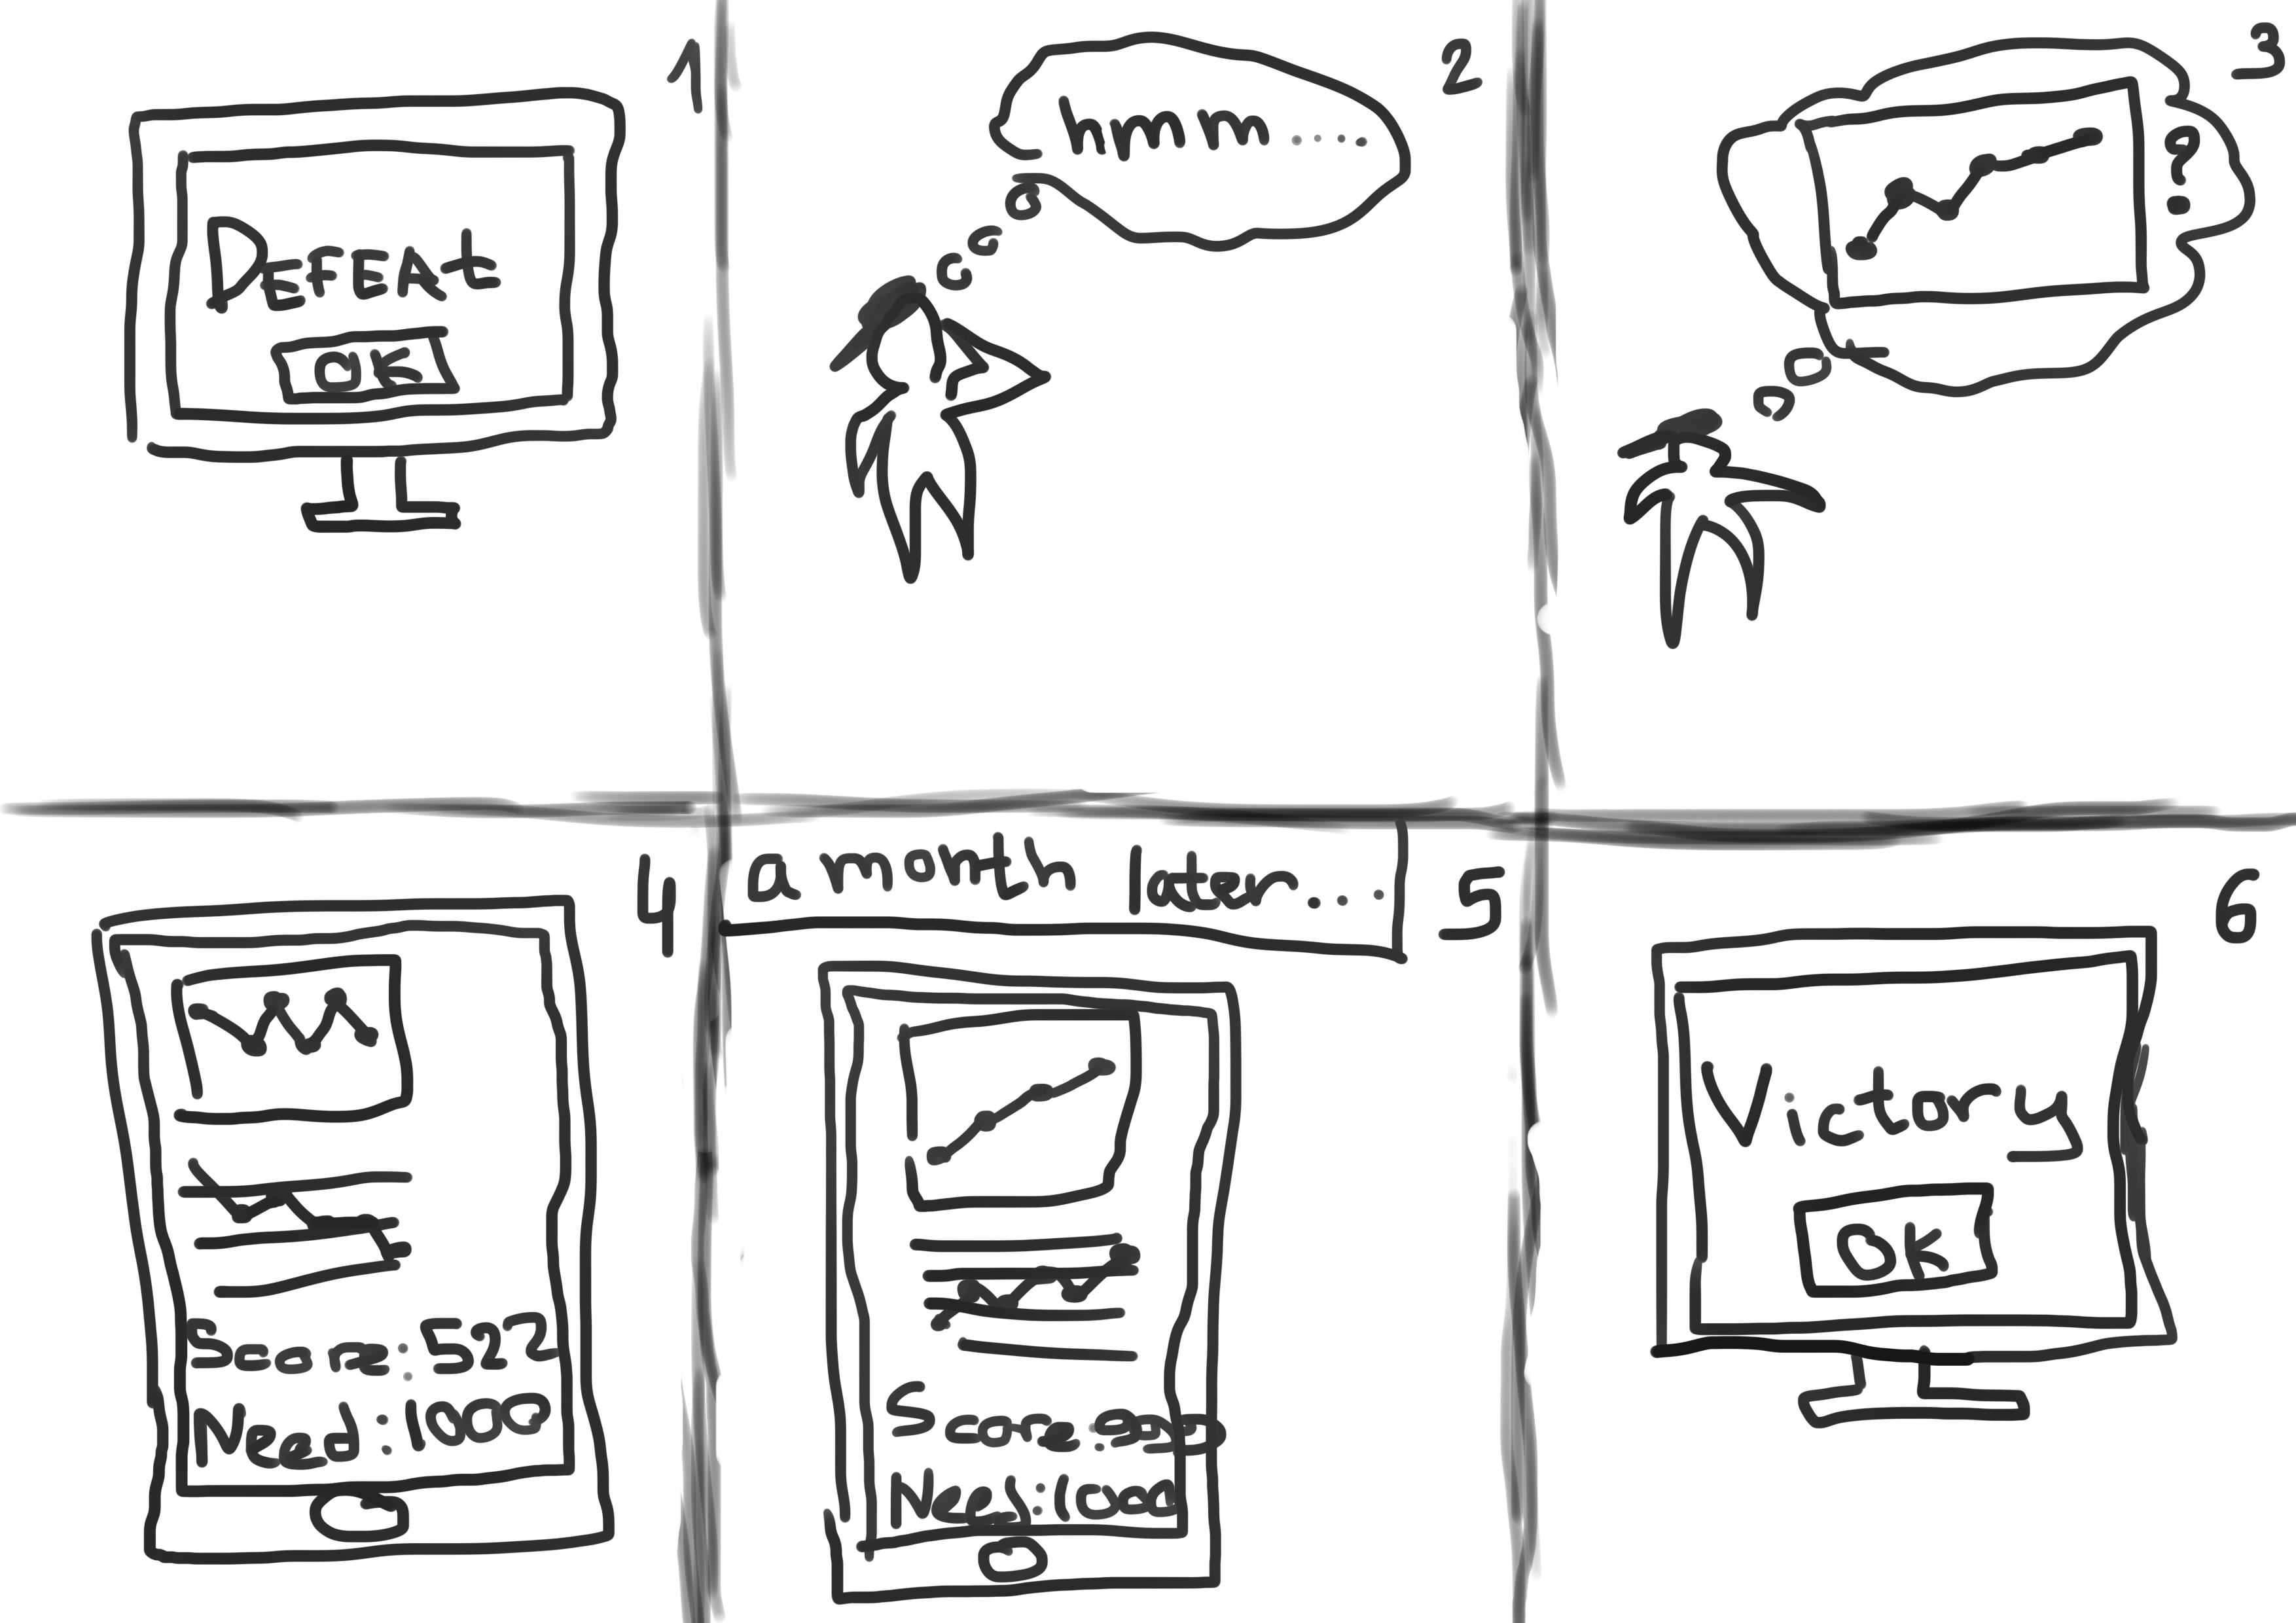 1
DEFEAt
OK
2
hmm.....
3
?
4
Score: 522
Need: 1000
a month later...
5
Score:
Need: 1000
6
Victory
OK